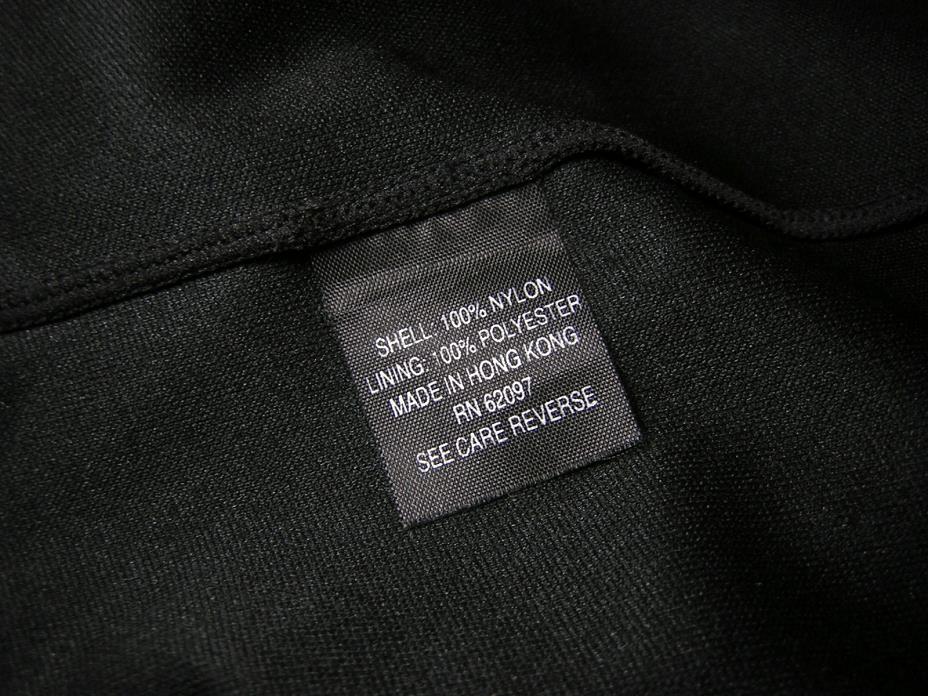 SHELL: 100% NYLON
LINING: 100% POLYESTER
MADE IN HONG KONG
RN 62097
SEE CARE REVERSE